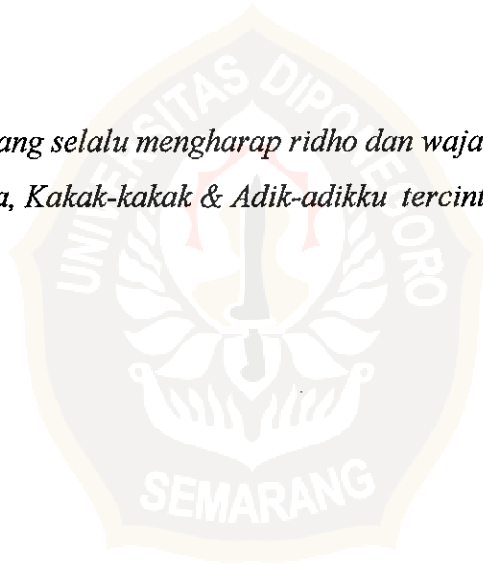 ang selalu mengharap ridho dan waja
a, Kakak-kakak & Adik-adikku tercint
UNIVERSITAS DIPONEGORO
SEMARANG